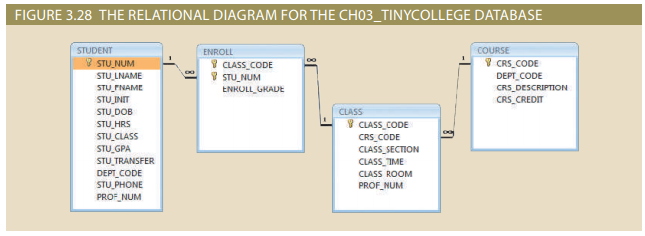 FIGURE 3.28 THE RELATIONAL DIAGRAM FOR THE CH03_TINYCOLLEGE DATABASE
STUDENT
STU_NUM
STU_LNAME
STU_FNAME
STU_INIT
STU_DOB
STU_HRS
STU_CLASS
STU_GPA
STU_TRANSFER
DEPT_CODE
STU_PHONE
PROF_NUM
1
∞
ENROLL
CLASS_CODE
STU_NUM
ENROLL_GRADE
∞
1
CLASS
CLASS_CODE
CRS_CODE
CLASS_SECTION
CLASS_TIME
CLASS_ROOM
PROF_NUM
1
∞
COURSE
CRS_CODE
DEPT_CODE
CRS_DESCRIPTION
CRS_CREDIT